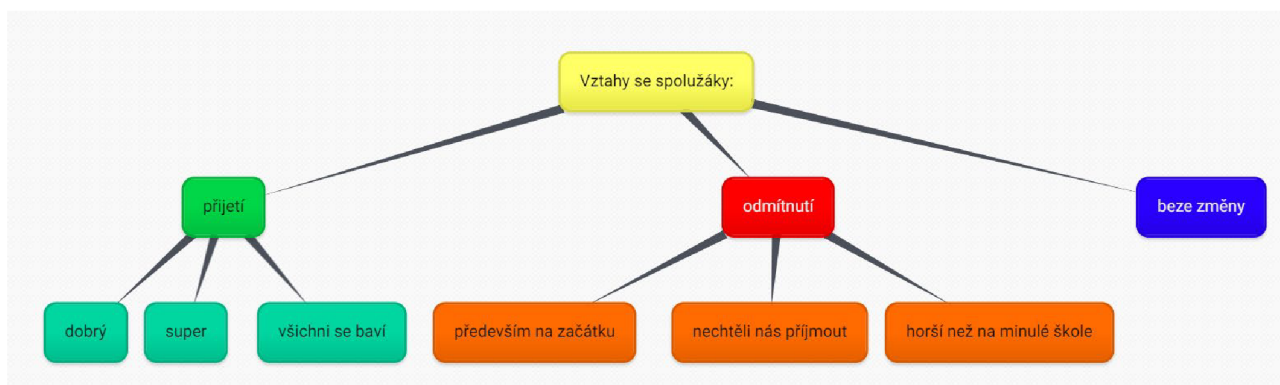 Vztahy se spolužáky:
přijetí
odmítnutí
beze změny
dobrý
super
všichni se baví
především na začátku
nechtěli nás příjmout
horší než na minulé škole